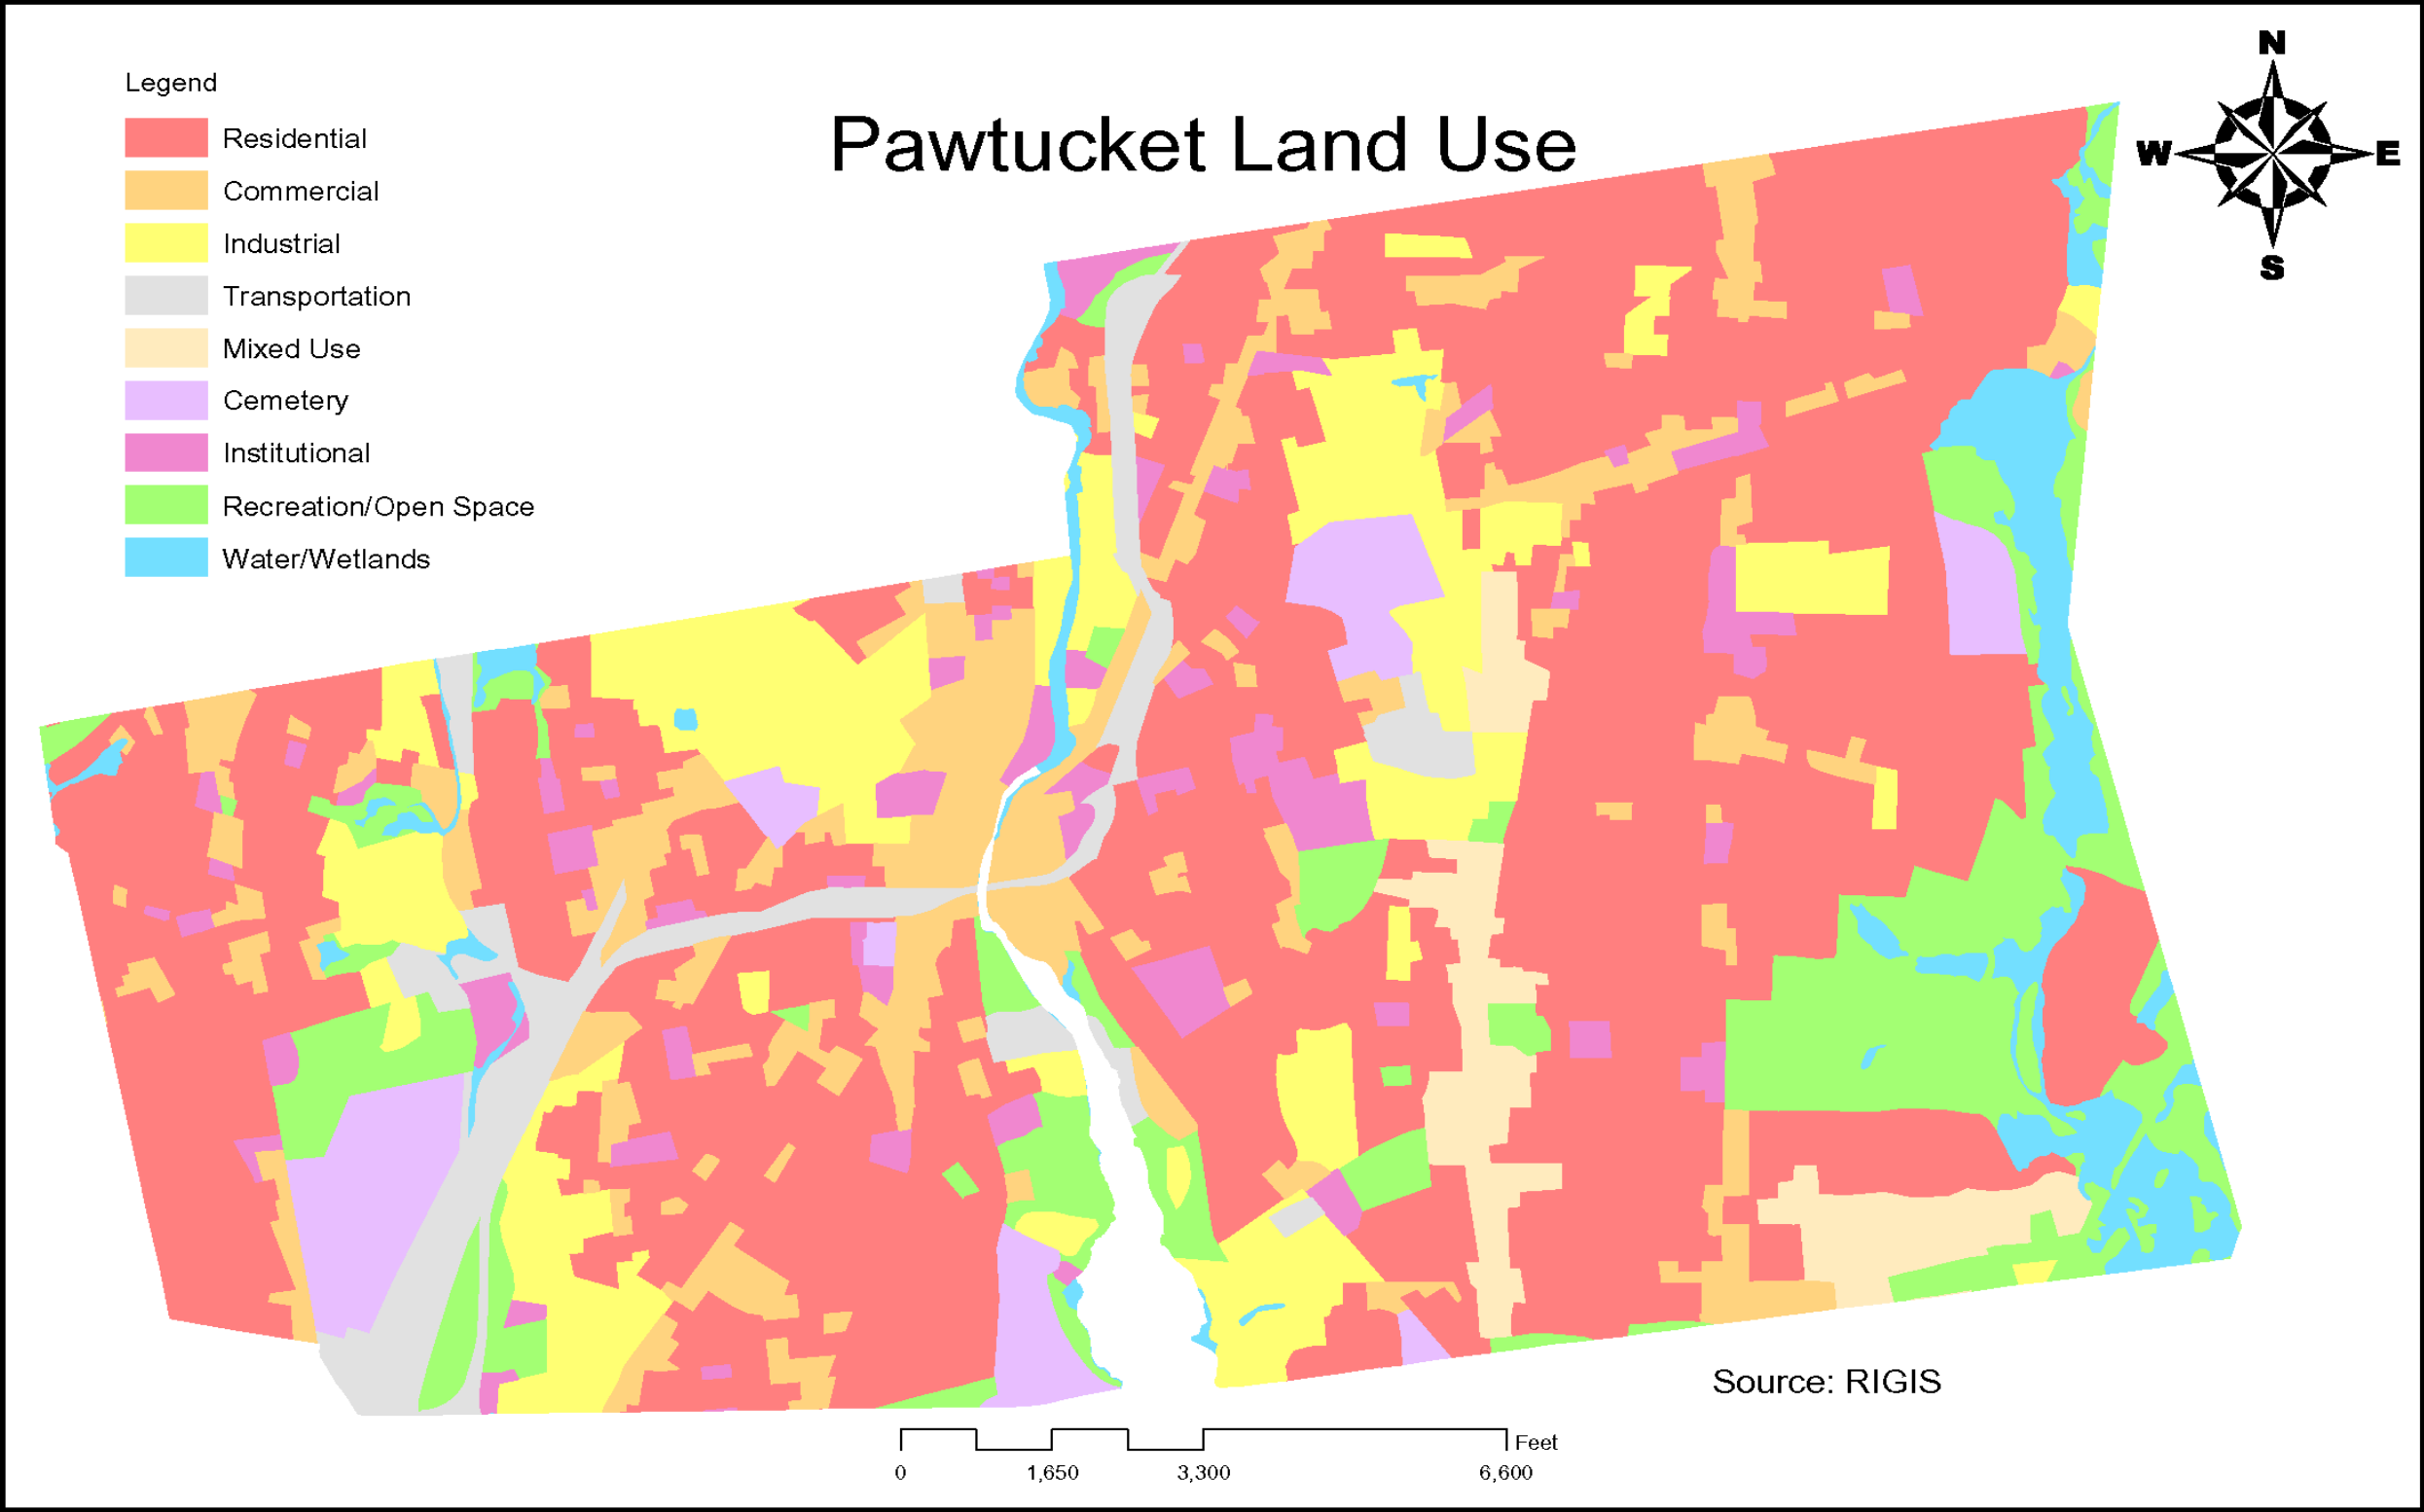 Pawtucket Land Use
N
W
E
S
Legend
Residential
Commercial
Industrial
Transportation
Mixed Use
Cemetery
Institutional
Recreation/Open Space
Water/Wetlands
Source: RIGIS
Feet
0 1,650 3,300 6,600